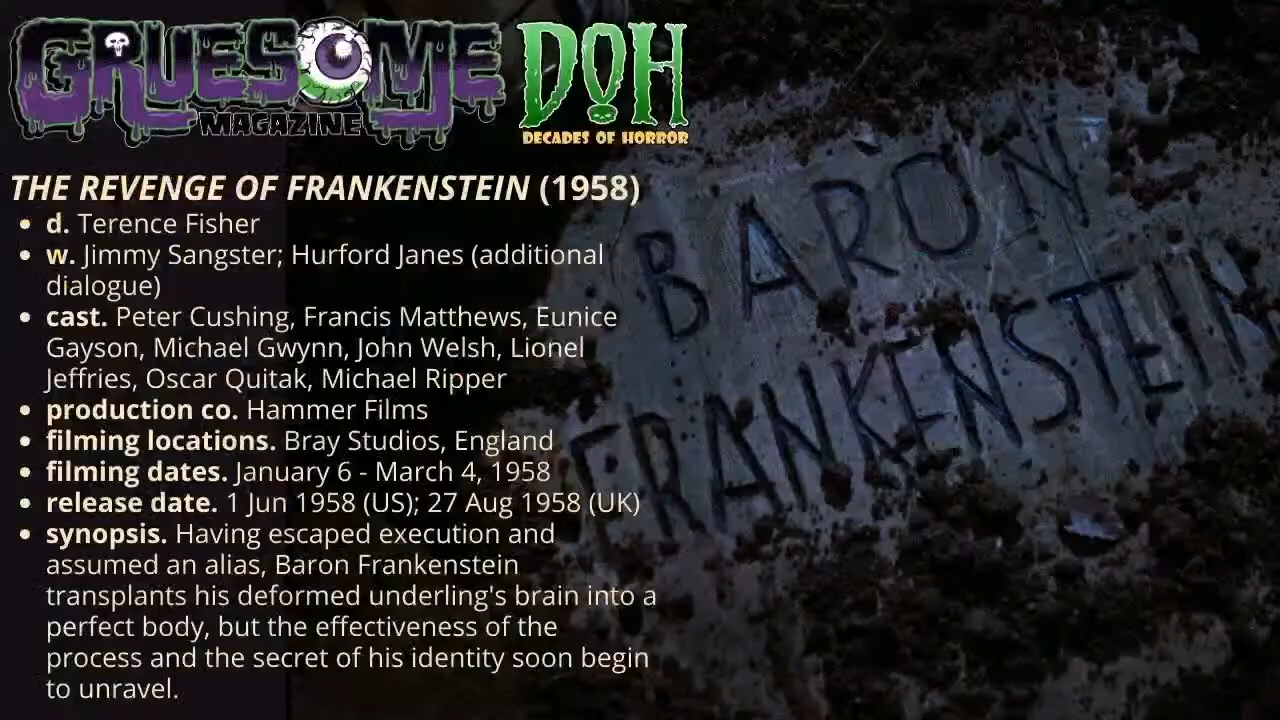 GRUESOME
MAGAZINE
DOH
DECADES OF HORROR
THE REVENGE OF FRANKENSTEIN (1958)
• d. Terence Fisher
• w. Jimmy Sangster; Hurford Janes (additional
dialogue)
• cast. Peter Cushing, Francis Matthews, Eunice
Gayson, Michael Gwynn, John Welsh, Lionel
Jeffries, Oscar Quitak, Michael Ripper
• production co. Hammer Films
• filming locations. Bray Studios, England
• filming dates. January 6 - March 4, 1958
• release date. 1 Jun 1958 (US); 27 Aug 1958 (UK)
• synopsis. Having escaped execution and
assumed an alias, Baron Frankenstein
transplants his deformed underling's brain into a
perfect body, but the effectiveness of the
process and the secret of his identity soon begin
to unravel.
BARON
FRANKENSTEIN